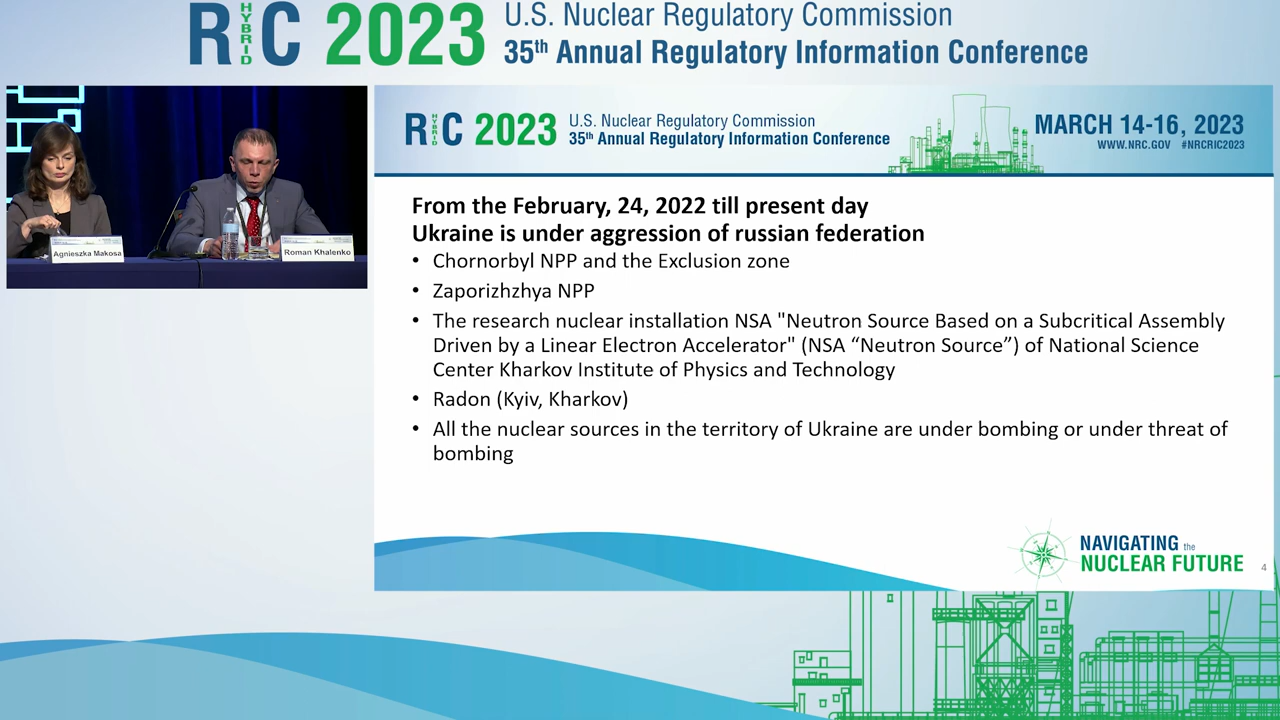 RIC 2023
HYBRID
U.S. Nuclear Regulatory Commission
35th Annual Regulatory Information Conference
Agnieszka Makosa
Roman Khalenko
RIC 2023
HYBRID
U.S. Nuclear Regulatory Commission
35th Annual Regulatory Information Conference
MARCH 14-16, 2023
WWW.NRC.GOV #NRCRIC2023
From the February, 24, 2022 till present day
Ukraine is under aggression of russian federation
• Chornorbyl NPP and the Exclusion zone
• Zaporizhzhya NPP
• The research nuclear installation NSA "Neutron Source Based on a Subcritical Assembly
Driven by a Linear Electron Accelerator" (NSA “Neutron Source”) of National Science
Center Kharkov Institute of Physics and Technology
• Radon (Kyiv, Kharkov)
• All the nuclear sources in the territory of Ukraine are under bombing or under threat of
bombing
NAVIGATING the
NUCLEAR FUTURE
4